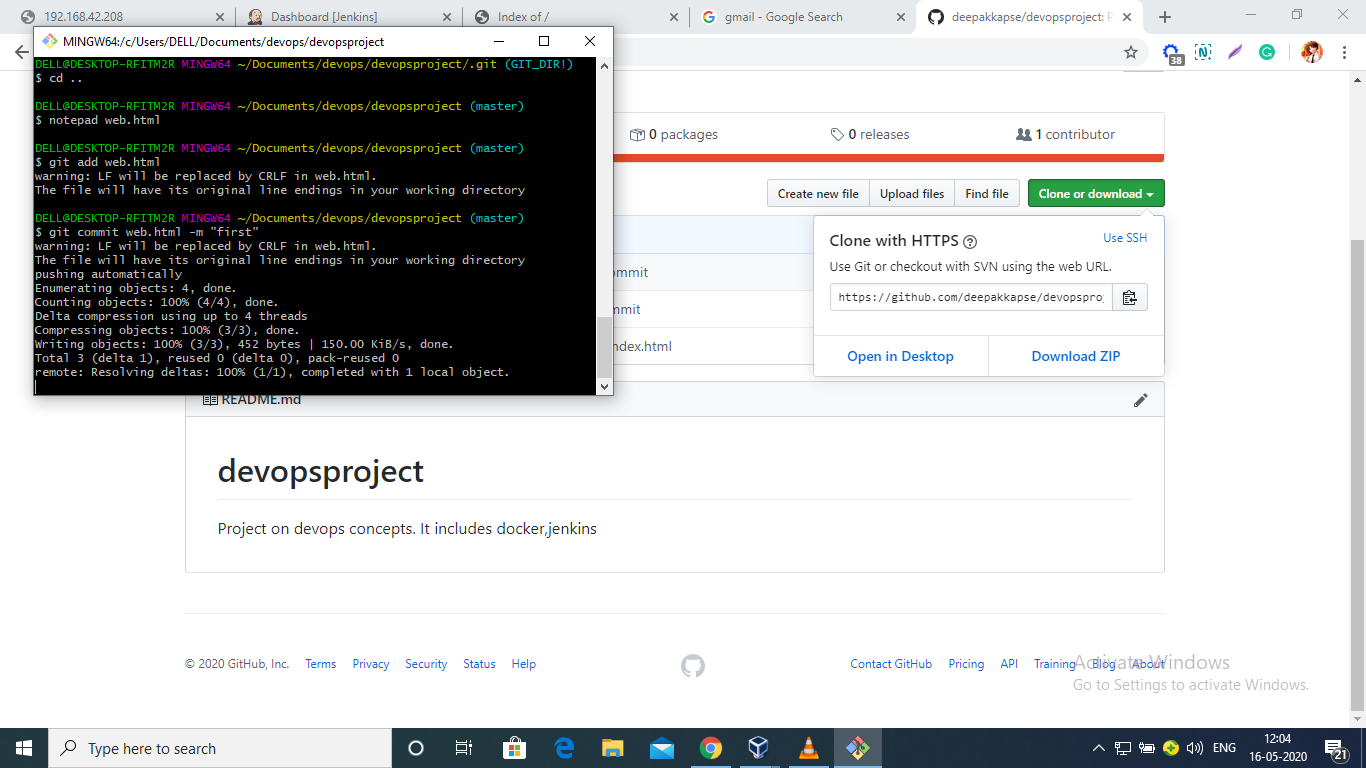 192.168.42.208
Dashboard [Jenkins]
Index of /
gmail - Google Search
deepakkapse/devopsproject: P
38
MINGW64:/c/Users/DELL/Documents/devops/devopsproject
DELL@DESKTOP-RFITM2R MINGW64 ~/Documents/devops/devopsproject/.git (GIT_DIR!)
$ cd ..
DELL@DESKTOP-RFITM2R MINGW64 ~/Documents/devops/devopsproject (master)
$ notepad web.html
DELL@DESKTOP-RFITM2R MINGW64 ~/Documents/devops/devopsproject (master)
$ git add web.html
warning: LF will be replaced by CRLF in web.html.
The file will have its original line endings in your working directory
DELL@DESKTOP-RFITM2R MINGW64 ~/Documents/devops/devopsproject (master)
$ git commit web.html -m "first"
warning: LF will be replaced by CRLF in web.html.
The file will have its original line endings in your working directory
pushing automatically
Enumerating objects: 4, done.
Counting objects: 100% (4/4), done.
Delta compression using up to 4 threads
Compressing objects: 100% (3/3), done.
Writing objects: 100% (3/3), 452 bytes | 150.00 KiB/s, done.
Total 3 (delta 1), reused 0 (delta 0), pack-reused 0
remote: Resolving deltas: 100% (1/1), completed with 1 local object.
0 packages
0 releases
1 contributor
Create new file
Upload files
Find file
Clone or download
Clone with HTTPS
Use SSH
Use Git or checkout with SVN using the web URL.
https://github.com/deepakkapse/devopspro
Open in Desktop
Download ZIP
ommit
mmit
ndex.html
README.md
devopsproject
Project on devops concepts. It includes docker,jenkins
© 2020 GitHub, Inc.
Terms
Privacy
Security
Status
Help
Contact GitHub
Pricing
API
Training
Blog
About
Activate Windows
Go to Settings to activate Windows.
Type here to search
ENG
12:04
16-05-2020
21